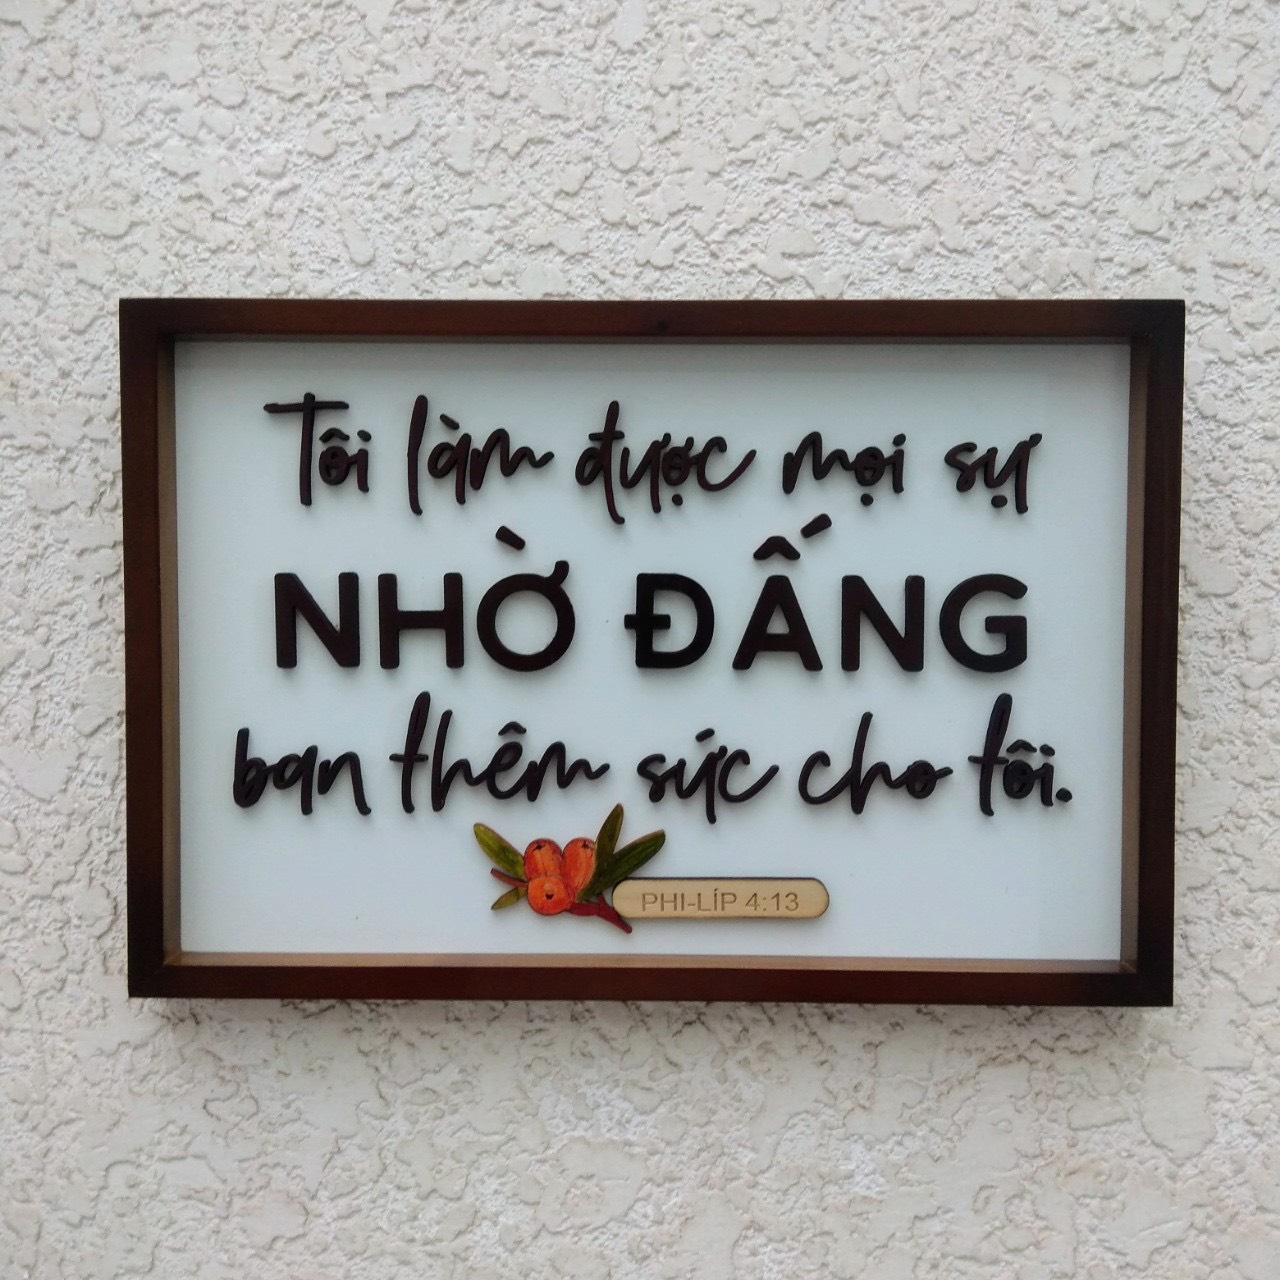 Tôi làm được mọi sự
NHỜ ĐẤNG
ban thêm sức cho tôi.
PHI-LÍP 4:13